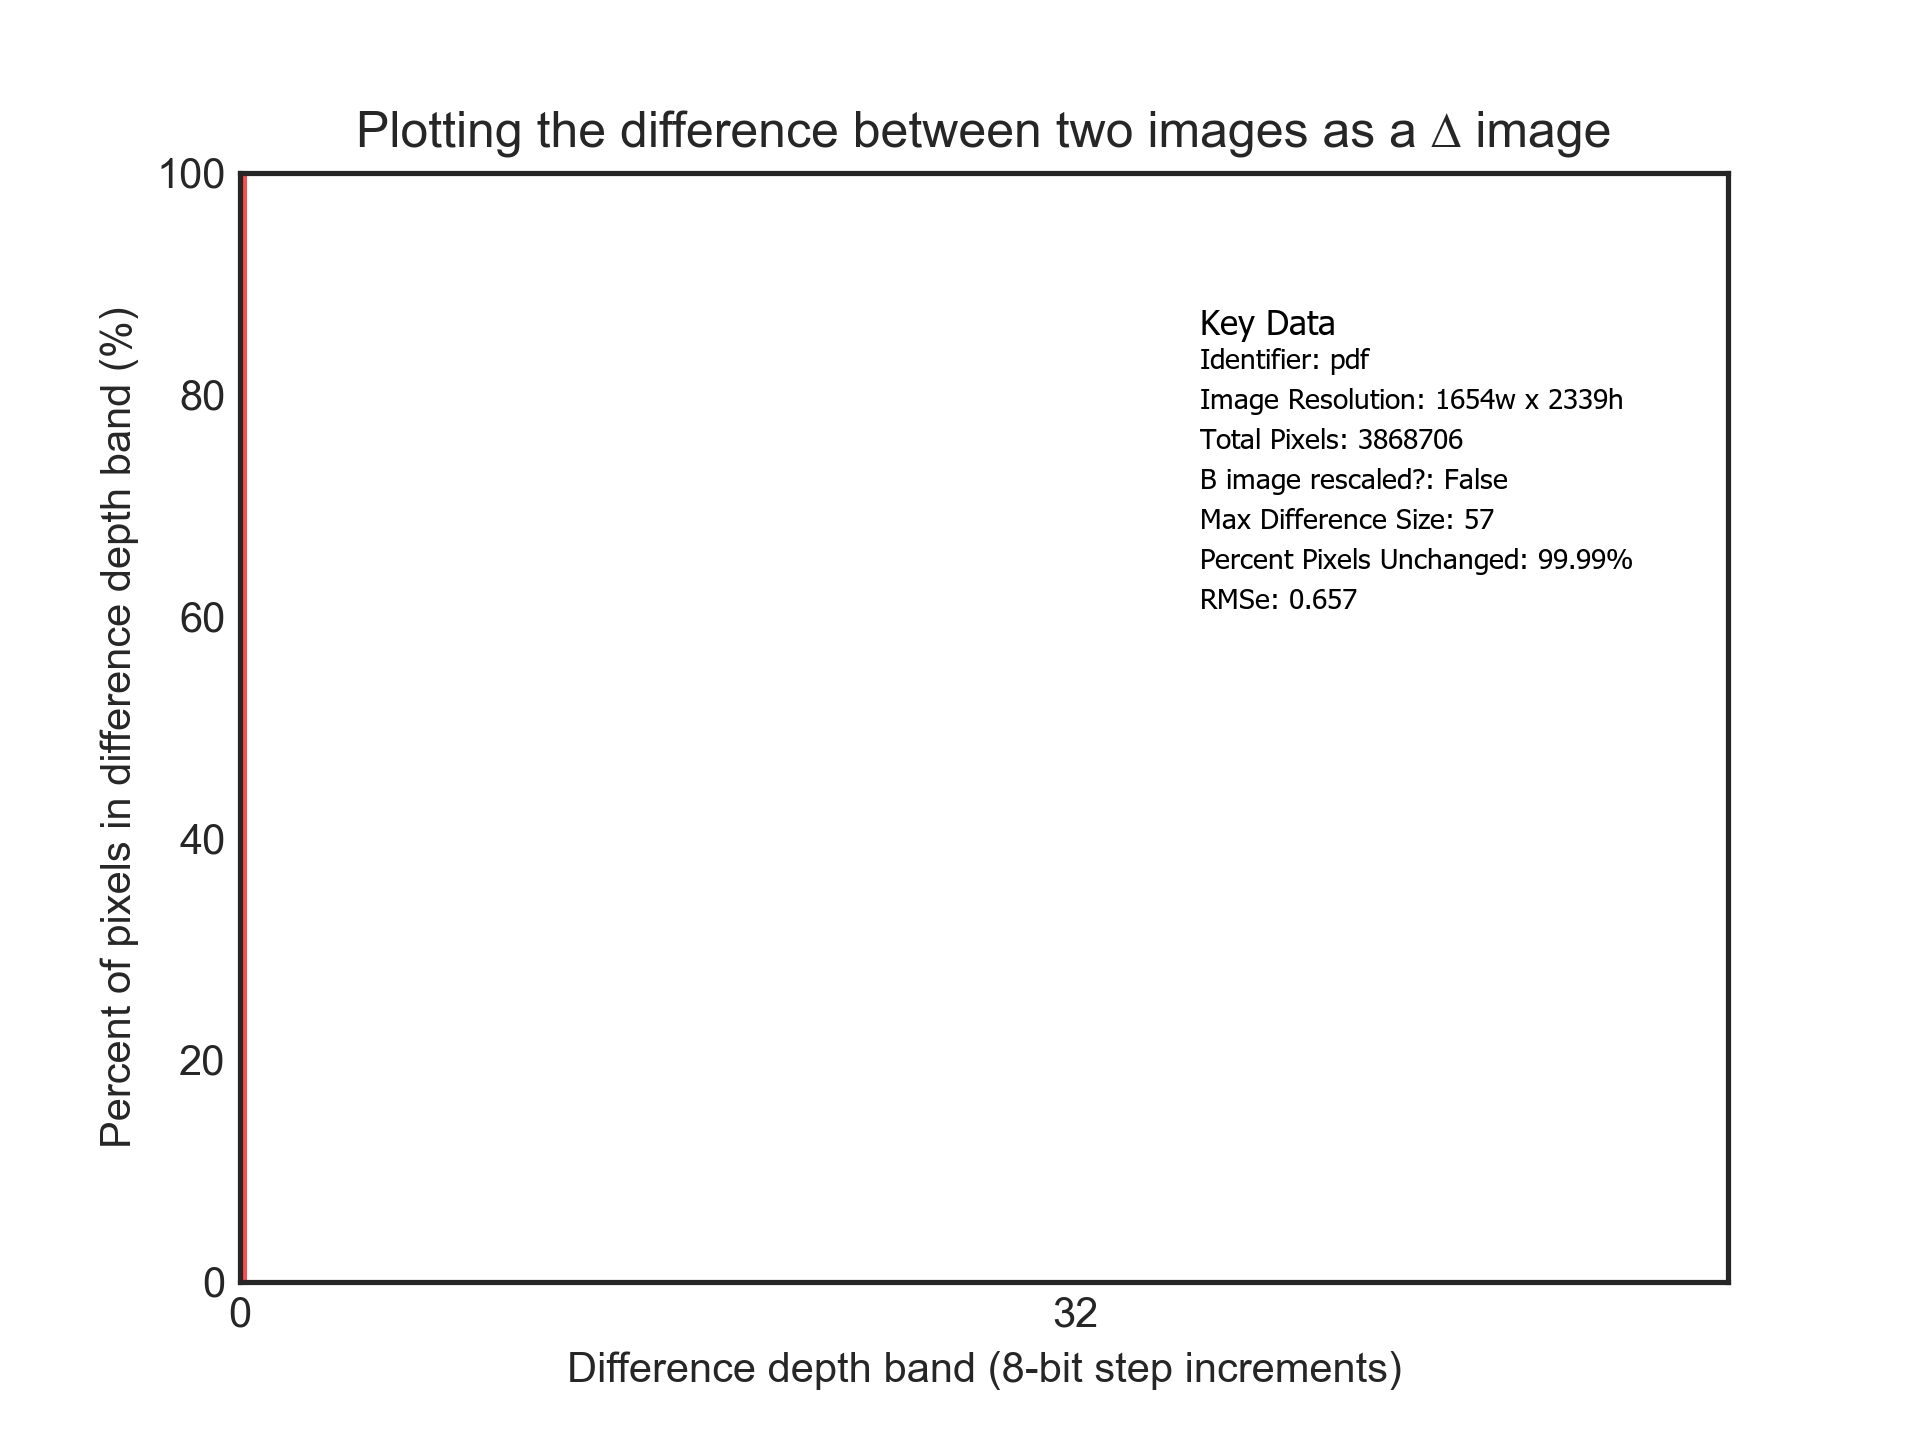 Plotting the difference between two images as a Δ image
100
80
60
40
20
0
Percent of pixels in difference depth band (%)
Key Data
Identifier: pdf
Image Resolution: 1654w x 2339h
Total Pixels: 3868706
B image rescaled?: False
Max Difference Size: 57
Percent Pixels Unchanged: 99.99%
RMSe: 0.657
0 32
Difference depth band (8-bit step increments)